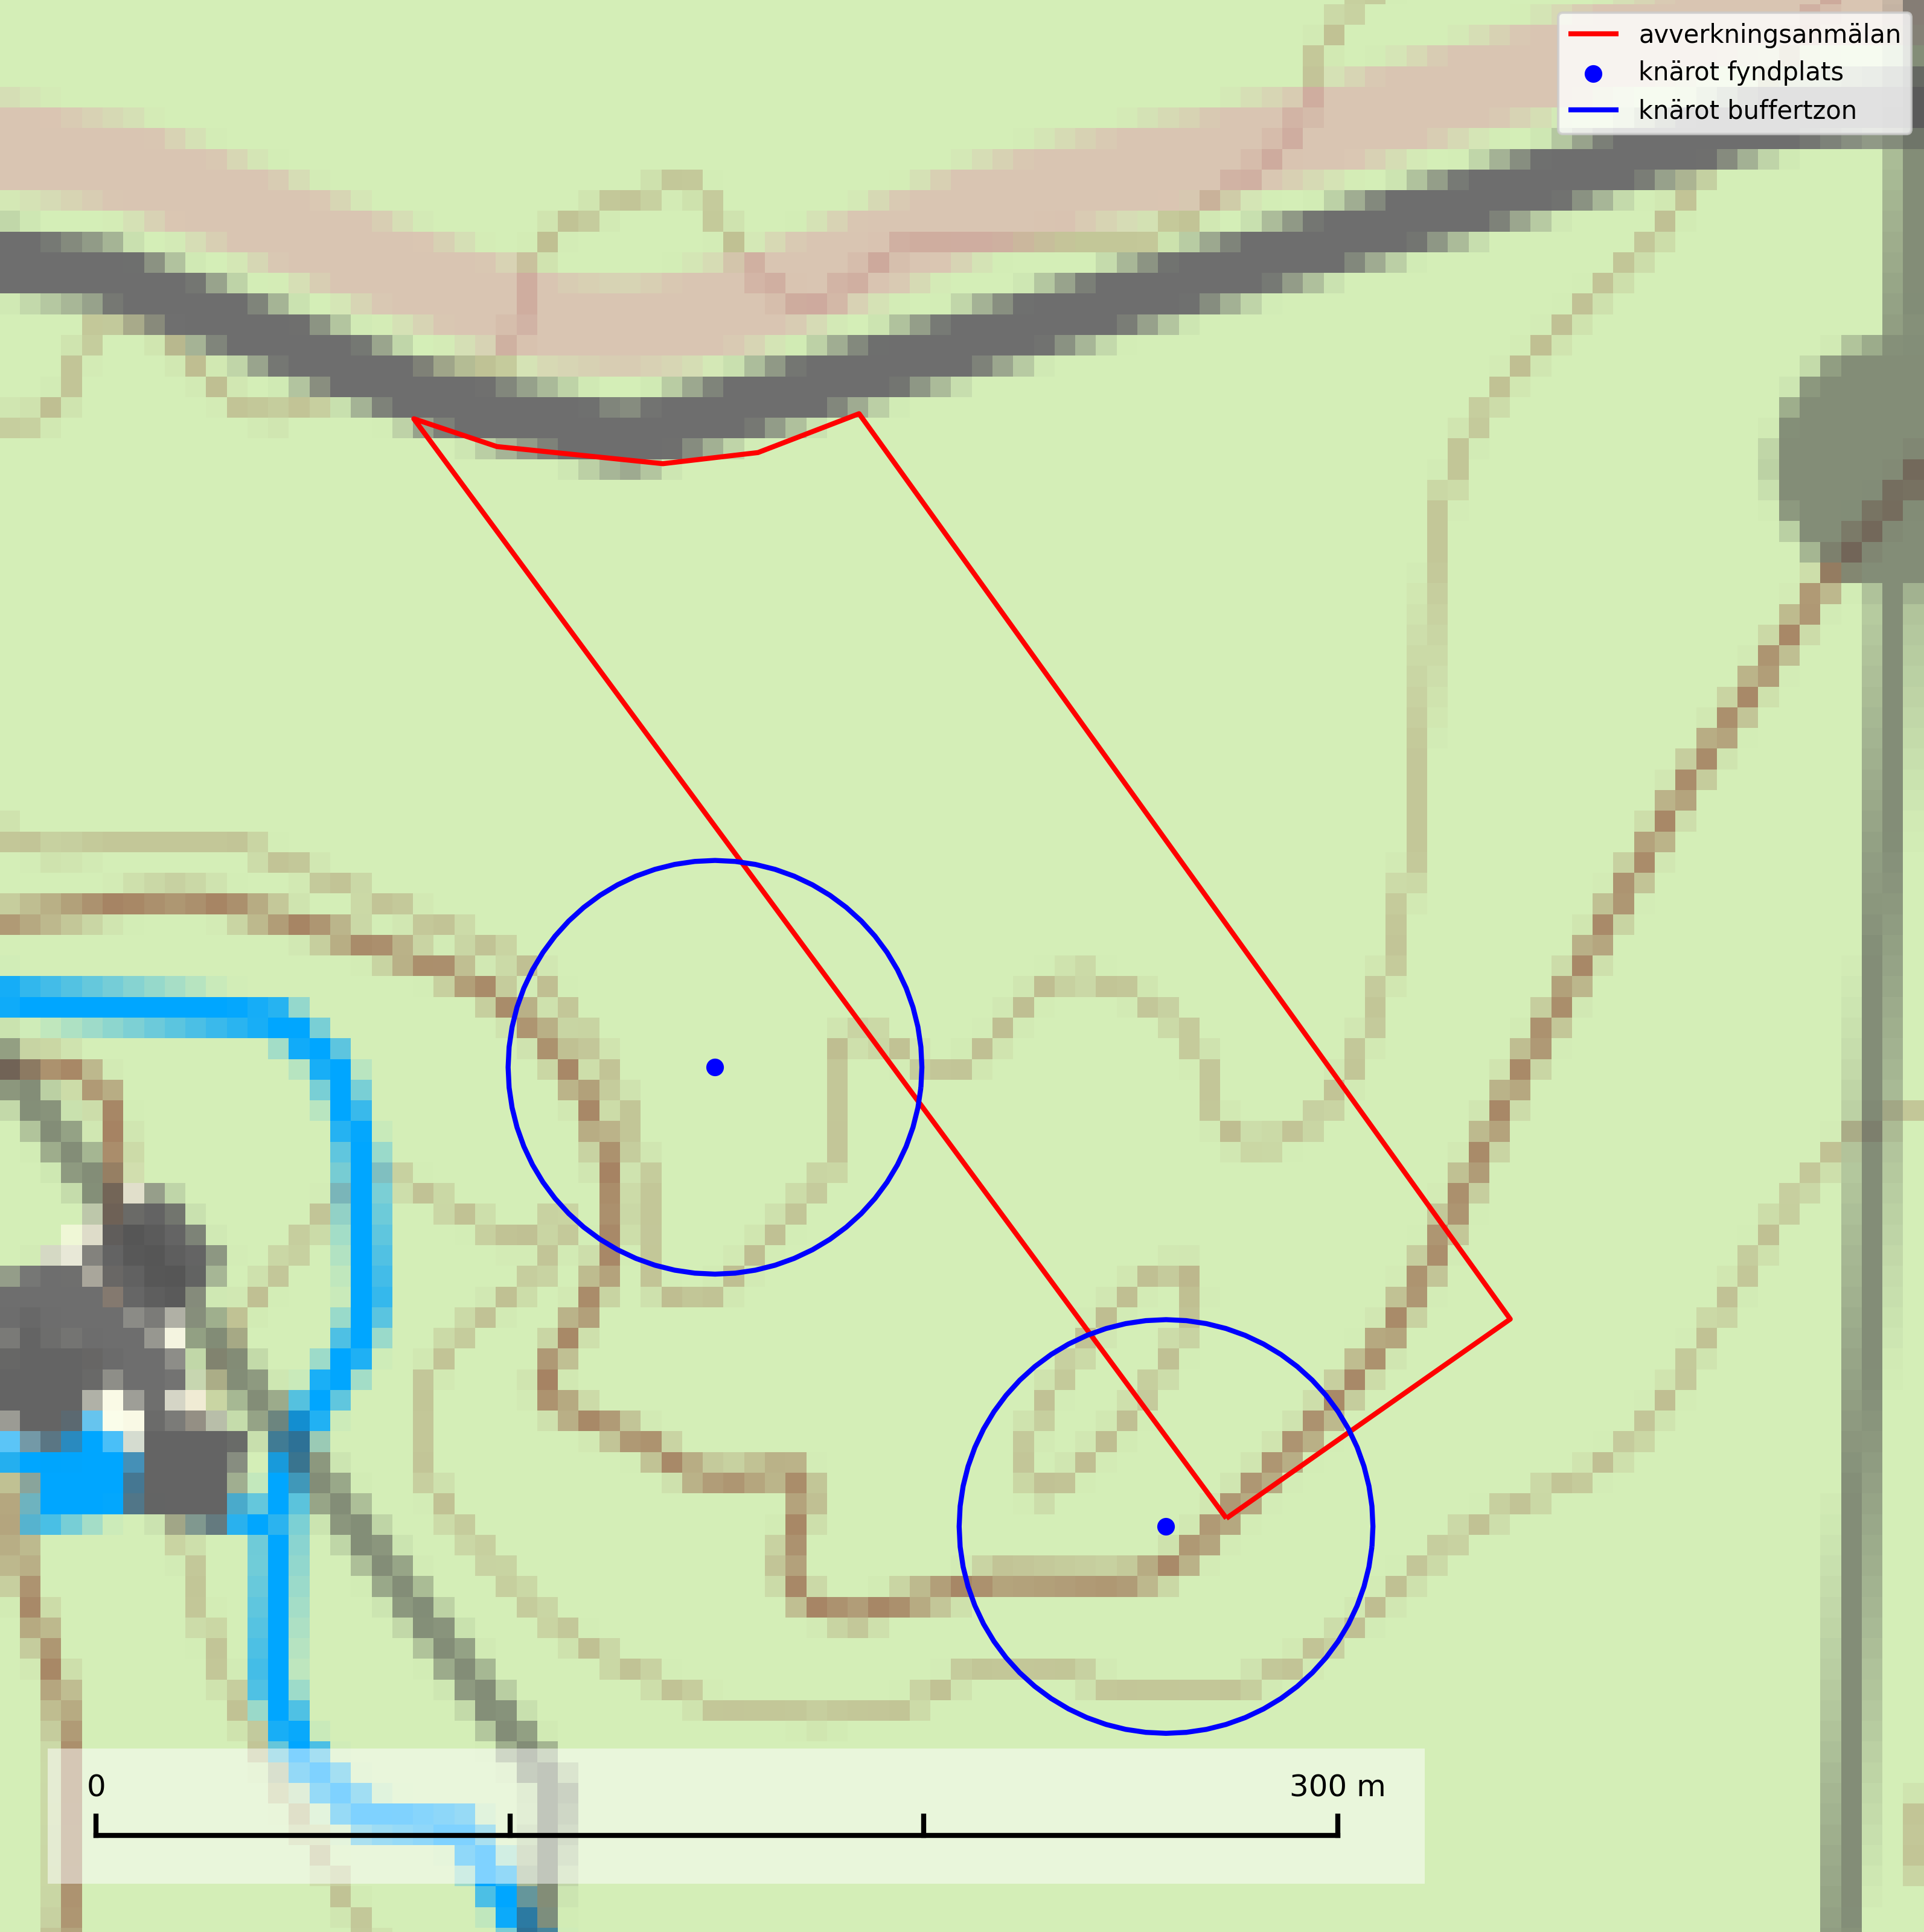 avverkningsanmälan
knärot fyndplats
knärot buffertzon
0 300 m